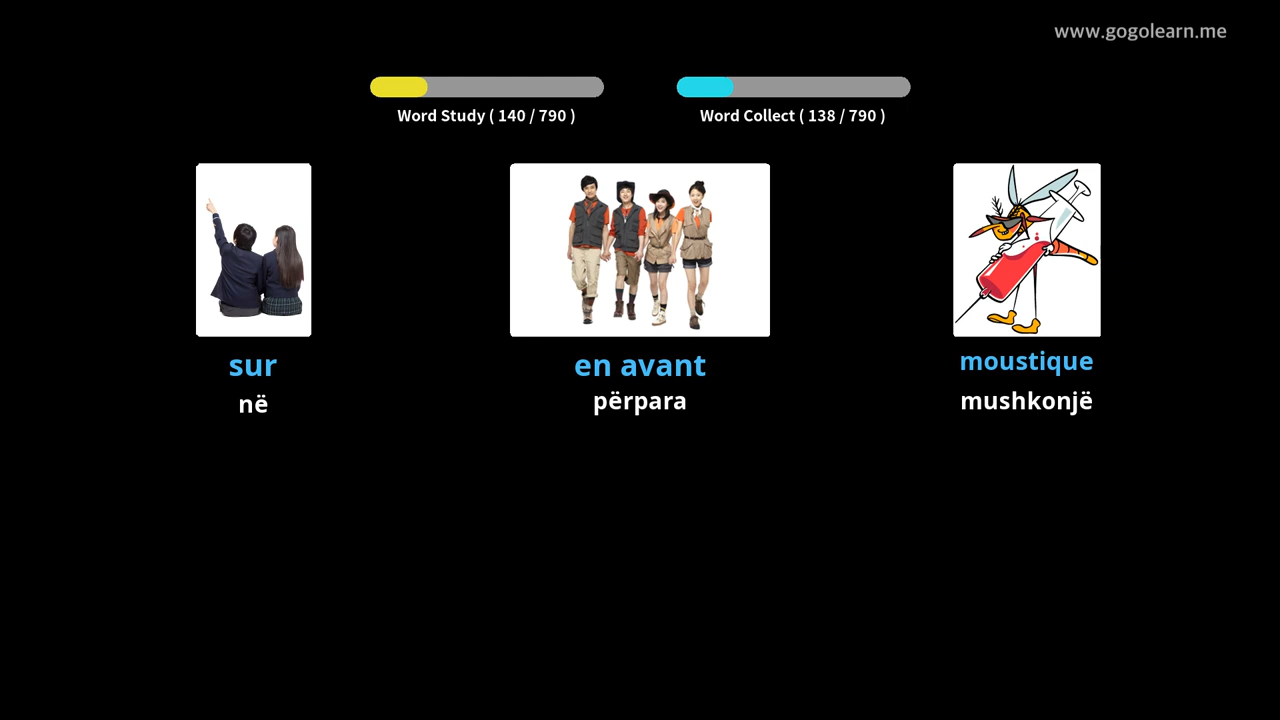 www.gogolearn.me
Word Study ( 140 / 790 )
Word Collect ( 138 / 790 )
sur
në
en avant
përpara
moustique
mushkonjë